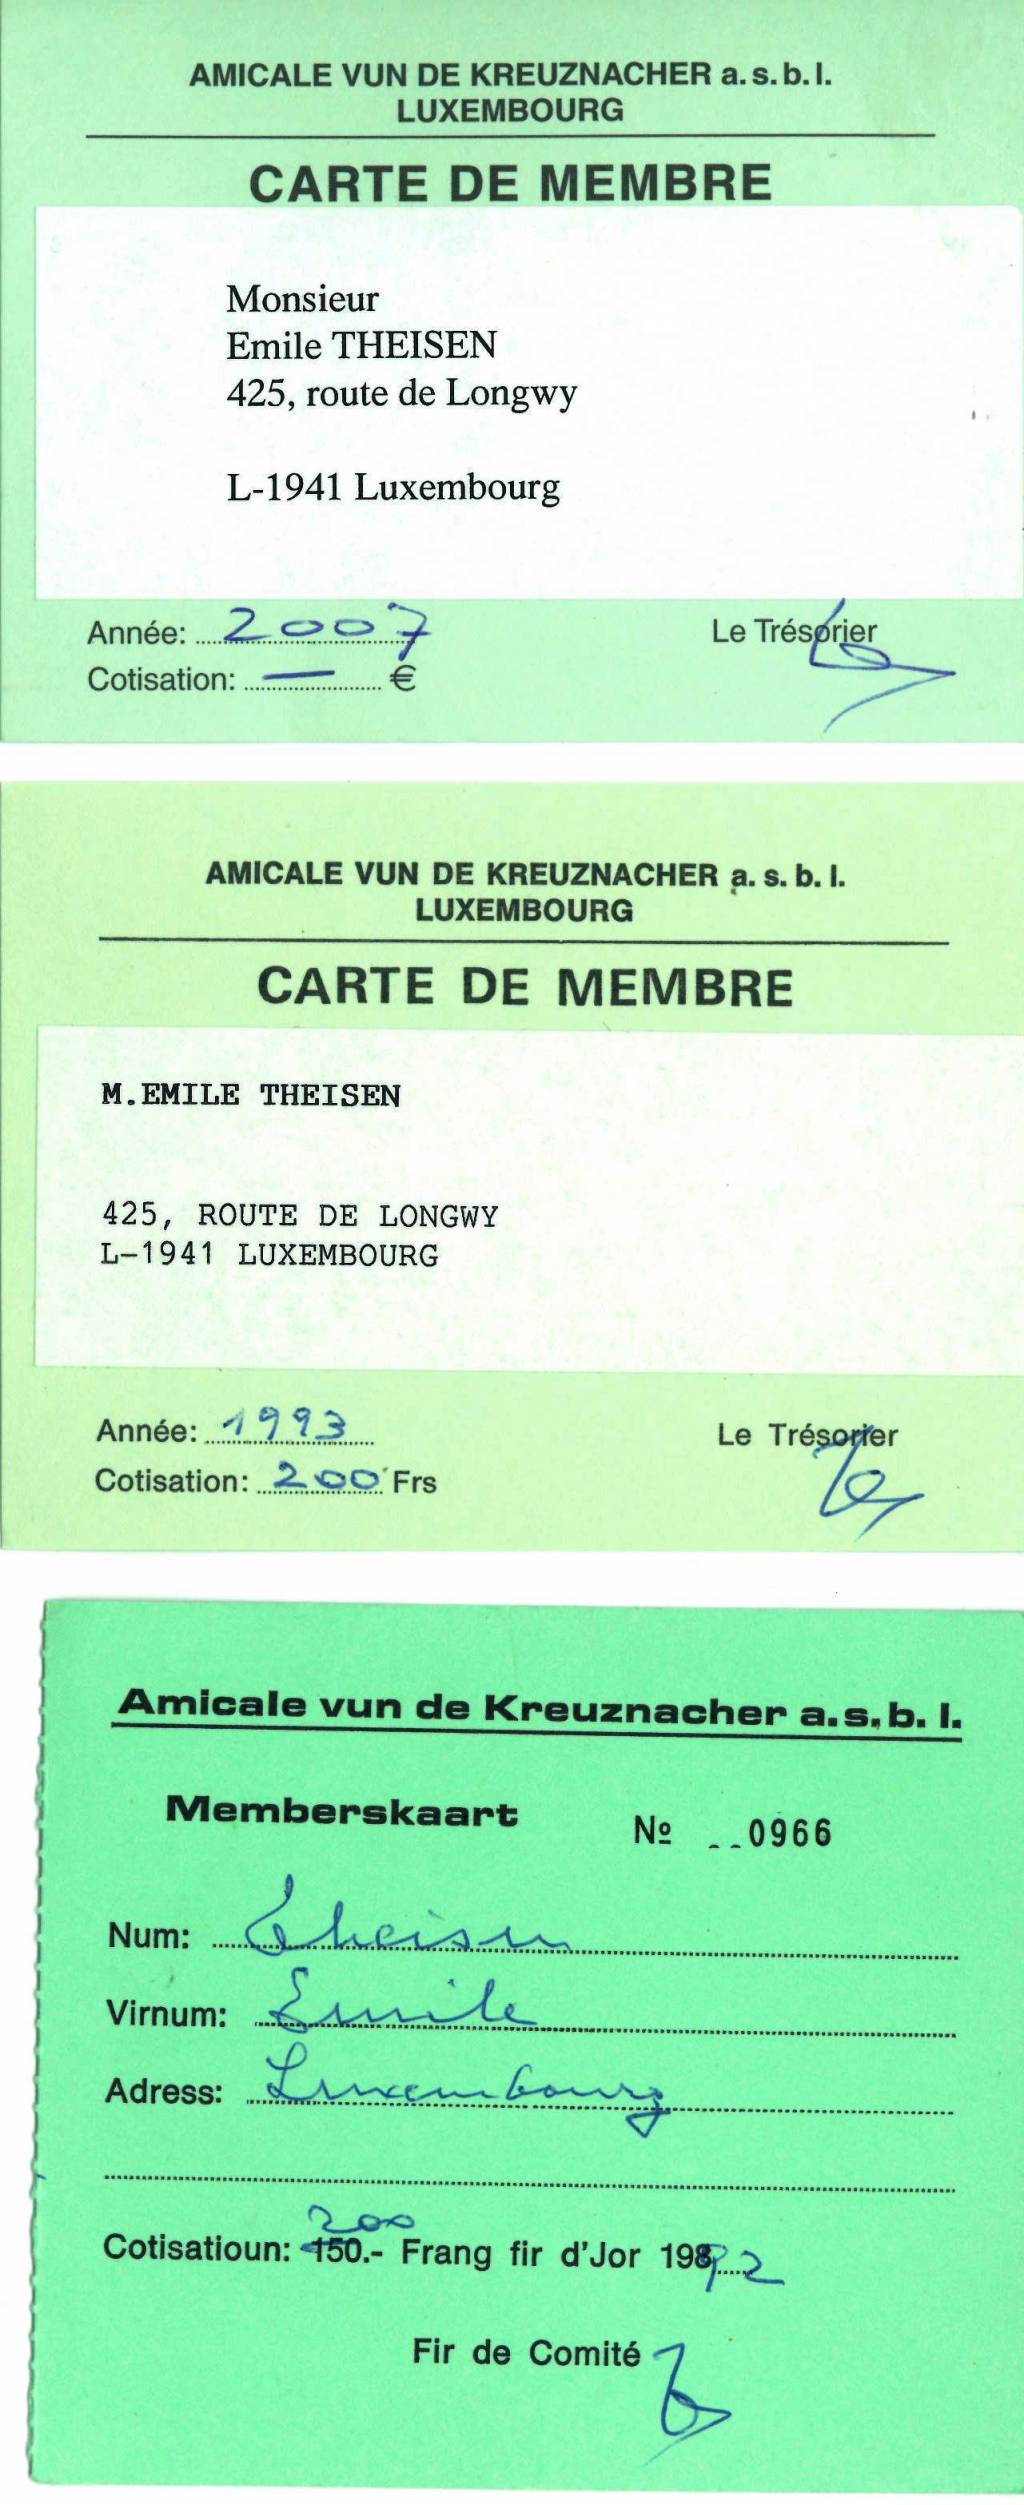 AMICALE VUN DE KREUZNACHER a.s.b.l.
LUXEMBOURG
CARTE DE MEMBRE
Monsieur
Emile THEISEN
425, route de Longwy
L-1941 Luxembourg
Année: 2007 Le Trésorier
Cotisation: — €
AMICALE VUN DE KREUZNACHER a. s. b. l.
LUXEMBOURG
CARTE DE MEMBRE
M.EMILE THEISEN
425, ROUTE DE LONGWY
L-1941 LUXEMBOURG
Année: 1993 Le Trésorier
Cotisation: 200 Frs
Amicale vun de Kreuznacher a.s.b.l.
Memberskaart Nº 0966
Num: Theisen
Virnum: Emile
Adress: Luxembourg
200
Cotisatioun: 150.- Frang fir d'Jor 1992
Fir de Comité